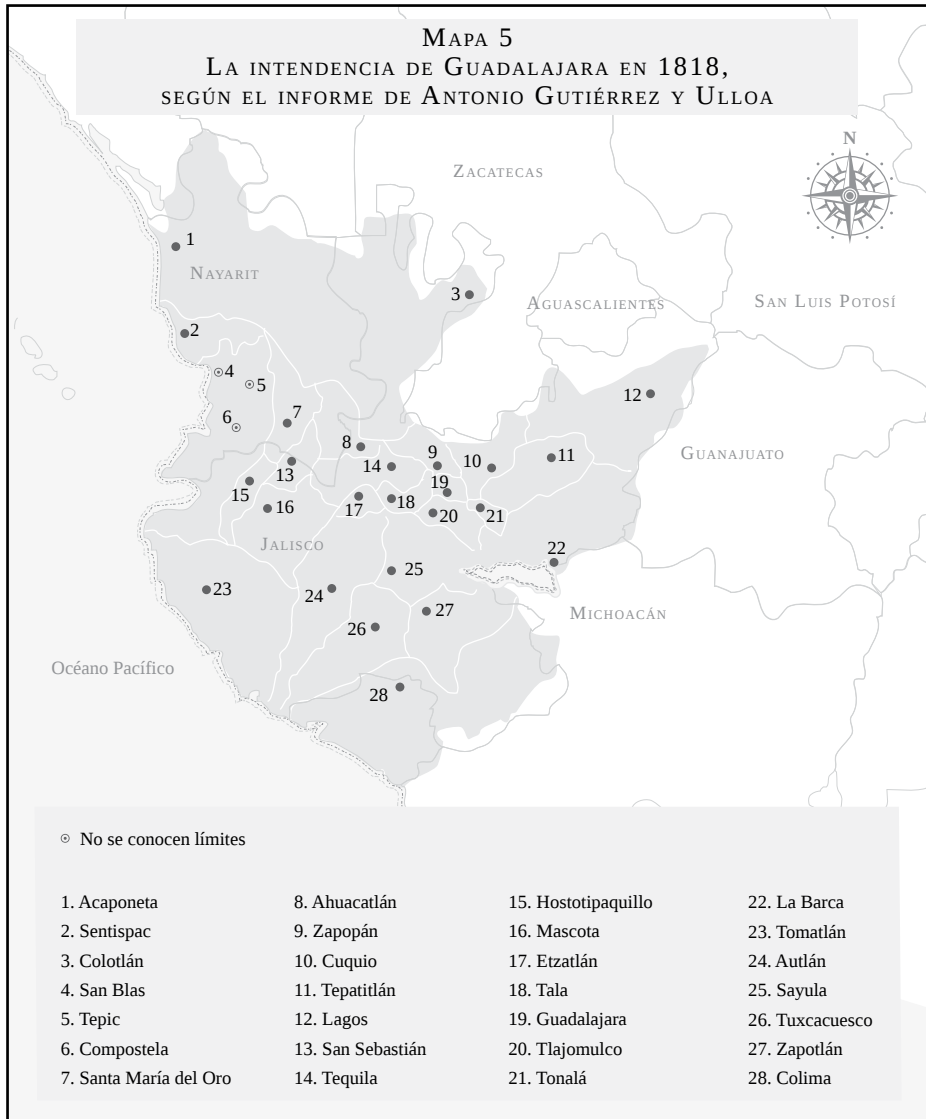 Mapa 5
La intendencia de Guadalajara en 1818,
según el informe de Antonio Gutiérrez y Ulloa
N
Zacatecas
1
Nayarit
3
Aguascalientes
San Luis Potosí
2
4
5
12
6
7
8
9
10
11
Guanajuato
14
13
19
15
16
17
18
20
21
Jalisco
22
25
23
24
27
Michoacán
26
Océano Pacífico
28
No se conocen límites
1. Acaponeta
2. Sentispac
3. Colotlán
4. San Blas
5. Tepic
6. Compostela
7. Santa María del Oro
8. Ahuacatlán
9. Zapopán
10. Cuquio
11. Tepatitlán
12. Lagos
13. San Sebastián
14. Tequila
15. Hostotipaquillo
16. Mascota
17. Etzatlán
18. Tala
19. Guadalajara
20. Tlajomulco
21. Tonalá
22. La Barca
23. Tomatlán
24. Autlán
25. Sayula
26. Tuxcacuesco
27. Zapotlán
28. Colima